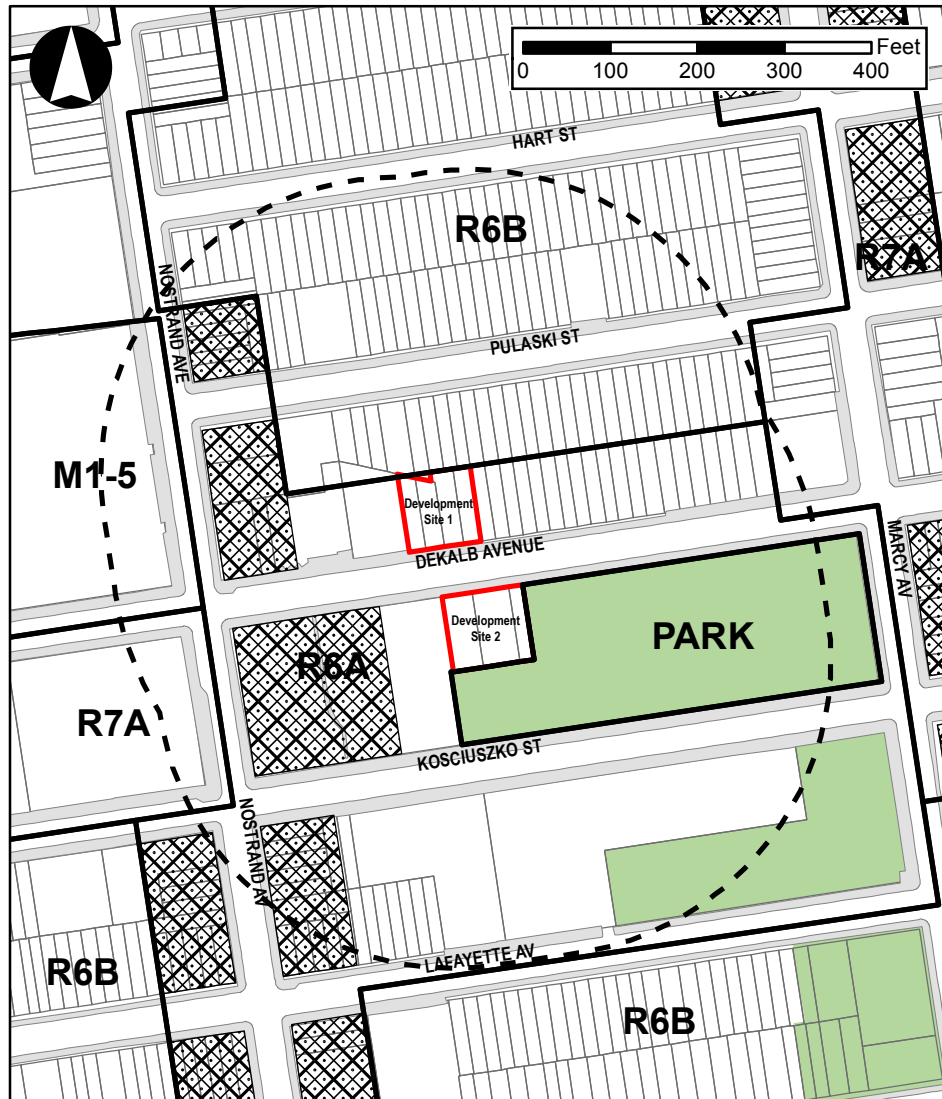 Feet
0 100 200 300 400
HART ST
R6B
R7A
NOSTRAND AVE
PULASKI ST
M1-5
Development
Site 1
DEKALB AVENUE
MARCY AV
Development
Site 2
PARK
R6A
R7A
KOSCIUSZKO ST
NOSTRAND AV
LAFAYETTE AV
R6B
R6B